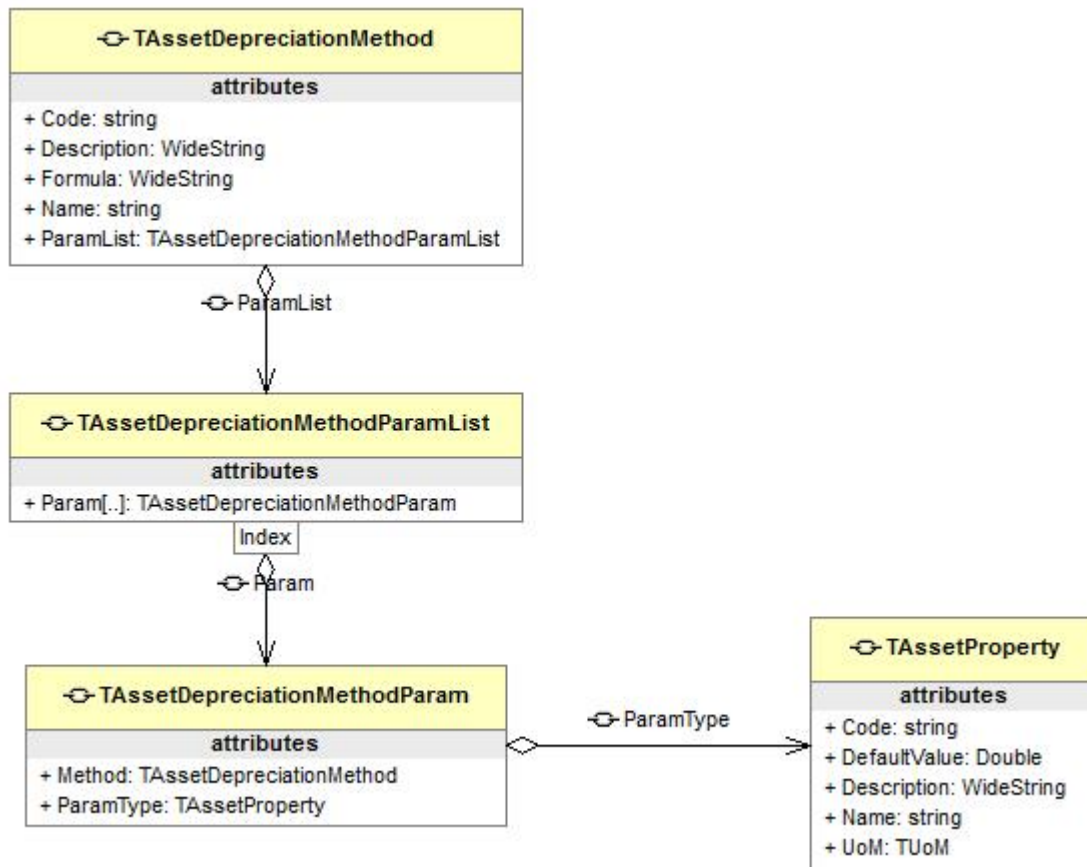 TAssetDepreciationMethod
attributes
+ Code: string
+ Description: WideString
+ Formula: WideString
+ Name: string
+ ParamList: TAssetDepreciationMethodParamList
ParamList
TAssetDepreciationMethodParamList
attributes
+ Param[..]: TAssetDepreciationMethodParam
Index
Param
TAssetDepreciationMethodParam
attributes
+ Method: TAssetDepreciationMethod
+ ParamType: TAssetProperty
ParamType
TAssetProperty
attributes
+ Code: string
+ DefaultValue: Double
+ Description: WideString
+ Name: string
+ UoM: TUoM